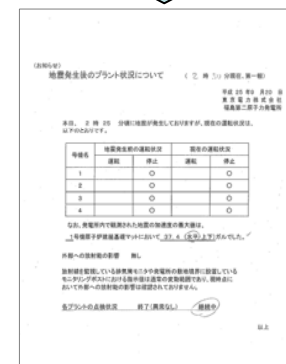 (お知らせ)
地震発生後のプラント状況について ( 2 時 30 分現在、第一報)
平成 25 年 9 月 20 日
東京電力株式会社
福島第二原子力発電所
本日、 2 時 25 分頃に地震が発生しておりますが、現在の運転状況は、
以下のとおりです。
号機名 地震発生前の運転状況 現在の運転状況
運転 停止 運転 停止
1 ○ ○
2 ○ ○
3 ○ ○
4 ○ ○
なお、発電所内で観測された地震の加速度の最大値は、
1号機原子炉建屋基礎マットにおいて 37.4 (水平・上下)ガルでした。
外部への放射能の影響 無し
放射線を監視している排気筒モニタや発電所の敷地境界に設置している
モニタリングポストにおける指示値は通常の変動範囲であり、現時点に
おいて外部への放射能の影響は確認されておりません。
各プラントの点検状況 終了(異常なし) 継続中
以上